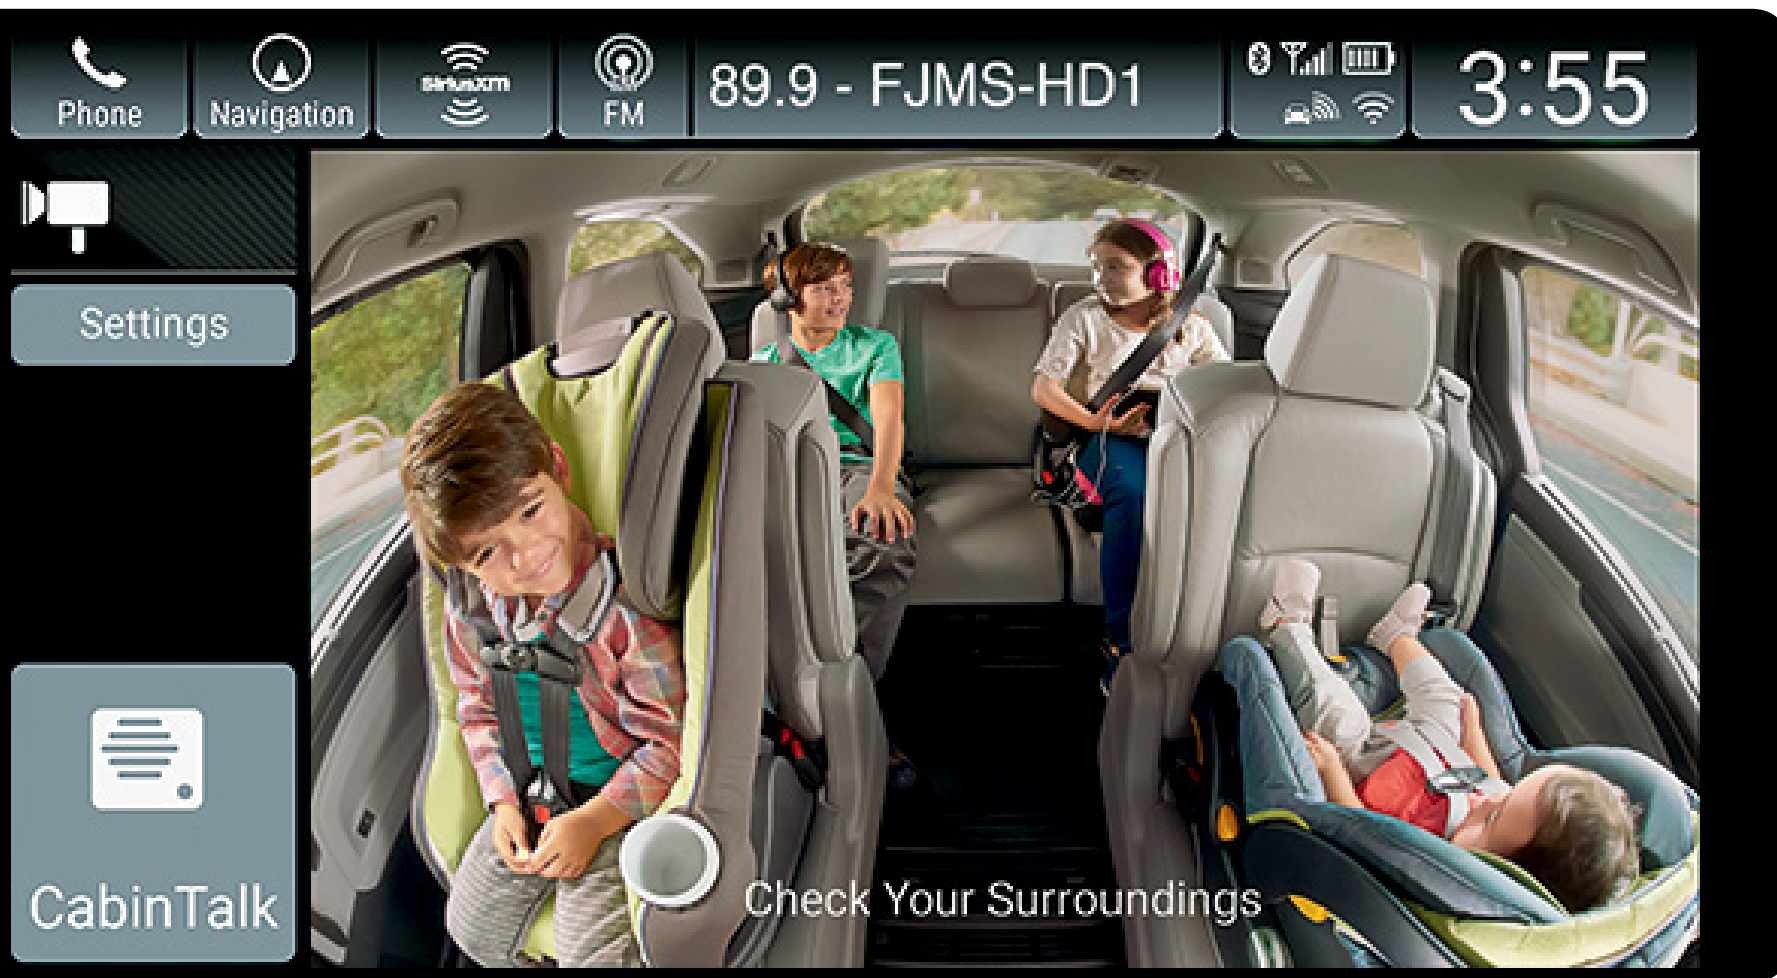 Phone
Navigation
SiriusXM
FM
89.9 - FJMS-HD1
3:55
Settings
CabinTalk
Check Your Surroundings